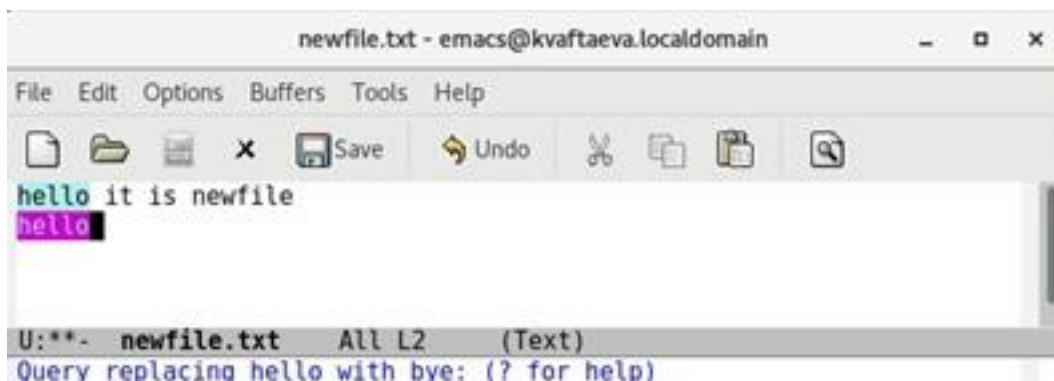 newfile.txt - emacs@kvaftaeva.localdomain
File Edit Options Buffers Tools Help
Save Undo
hello it is newfile
hello
U:**- newfile.txt All L2 (Text)
Query replacing hello with bye: (? for help)